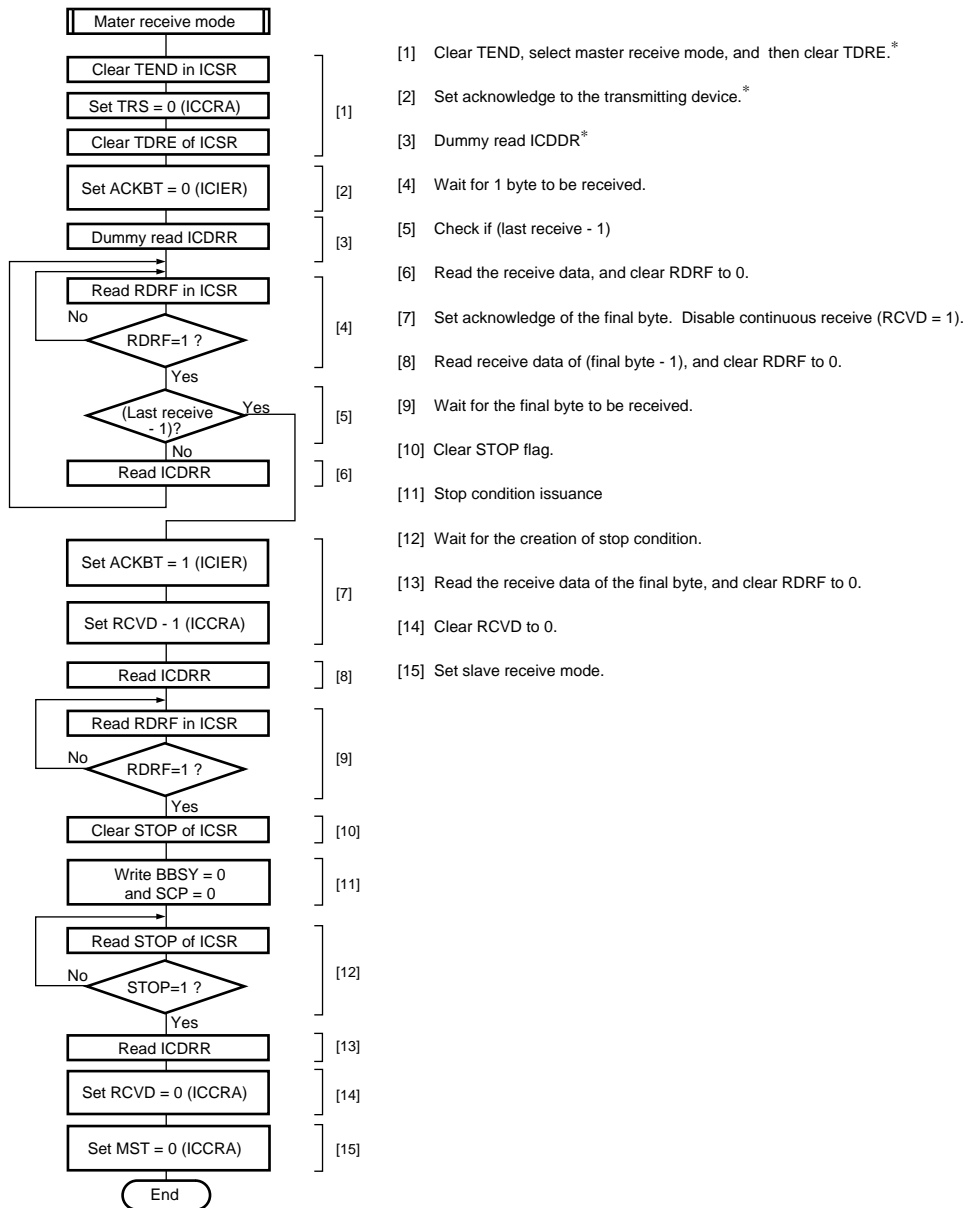 Mater receive mode
Clear TEND in ICSR
Set TRS = 0 (ICCRA)
Clear TDRE of ICSR
[1]
Set ACKBT = 0 (ICIER)
[2]
Dummy read ICDRR
[3]
Read RDRF in ICSR
No
RDRF=1 ?
[4]
Yes
(Last receive
- 1)?
Yes
[5]
No
Read ICDRR
[6]
Set ACKBT = 1 (ICIER)
[7]
Set RCVD - 1 (ICCRA)
Read ICDRR
[8]
Read RDRF in ICSR
No
RDRF=1 ?
[9]
Yes
Clear STOP of ICSR
[10]
Write BBSY = 0
and SCP = 0
[11]
Read STOP of ICSR
No
STOP=1 ?
[12]
Yes
Read ICDRR
[13]
Set RCVD = 0 (ICCRA)
[14]
Set MST = 0 (ICCRA)
[15]
End
[1] Clear TEND, select master receive mode, and then clear TDRE.*
[2] Set acknowledge to the transmitting device.*
[3] Dummy read ICDDR*
[4] Wait for 1 byte to be received.
[5] Check if (last receive - 1)
[6] Read the receive data, and clear RDRF to 0.
[7] Set acknowledge of the final byte. Disable continuous receive (RCVD = 1).
[8] Read receive data of (final byte - 1), and clear RDRF to 0.
[9] Wait for the final byte to be received.
[10] Clear STOP flag.
[11] Stop condition issuance
[12] Wait for the creation of stop condition.
[13] Read the receive data of the final byte, and clear RDRF to 0.
[14] Clear RCVD to 0.
[15] Set slave receive mode.